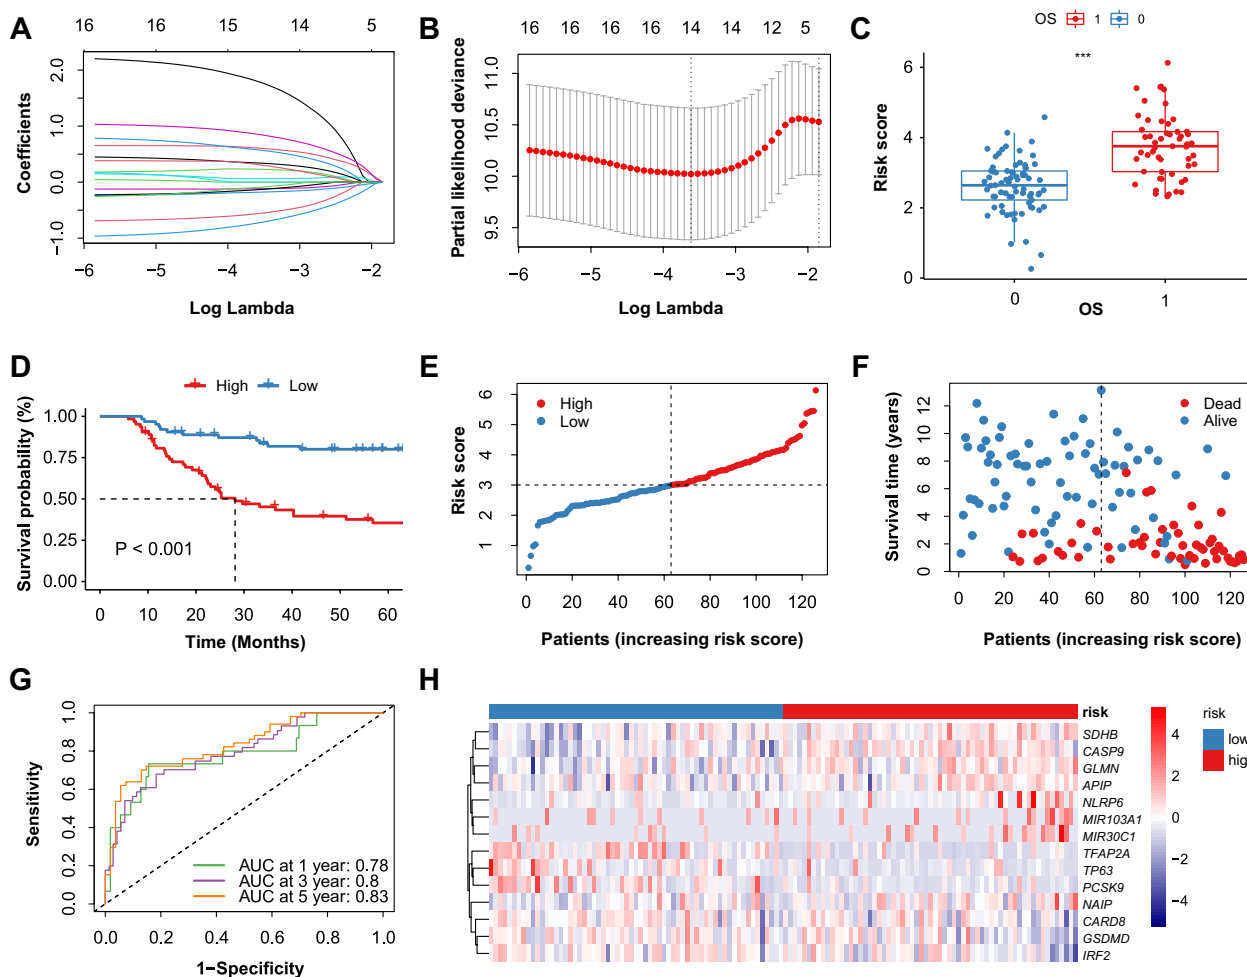 A
16 16 15 14 5
Coefficients
2.0
1.0
0.0
−1.0
−6 −5 −4 −3 −2
Log Lambda
B
16 16 16 14 14 12 5
Partial likelihood deviance
11.0
10.5
10.0
9.5
−6 −5 −4 −3 −2
Log Lambda
C
OS 1 0
***
Risk score
6
4
2
0
0 1
OS
D
High Low
Survival probability (%)
1.00
0.75
0.50
0.25
0.00
P < 0.001
0 10 20 30 40 50 60
Time (Months)
E
High
Low
Risk score
6
5
4
3
2
1
0 20 40 60 80 100 120
Patients (increasing risk score)
F
Dead
Alive
Survival time (years)
12
10
8
6
4
2
0
0 20 40 60 80 100 120
Patients (increasing risk score)
G
Sensitivity
1.0
0.8
0.6
0.4
0.2
0.0
AUC at 1 year: 0.78
AUC at 3 year: 0.8
AUC at 5 year: 0.83
0.0 0.2 0.4 0.6 0.8 1.0
1−Specificity
H
risk
SDHB
CASP9
GLMN
APIP
NLRP6
MIR103A1
MIR30C1
TFAP2A
TP63
PCSK9
NAIP
CARD8
GSDMD
IRF2
4
2
0
−2
−4
risk
low
hig